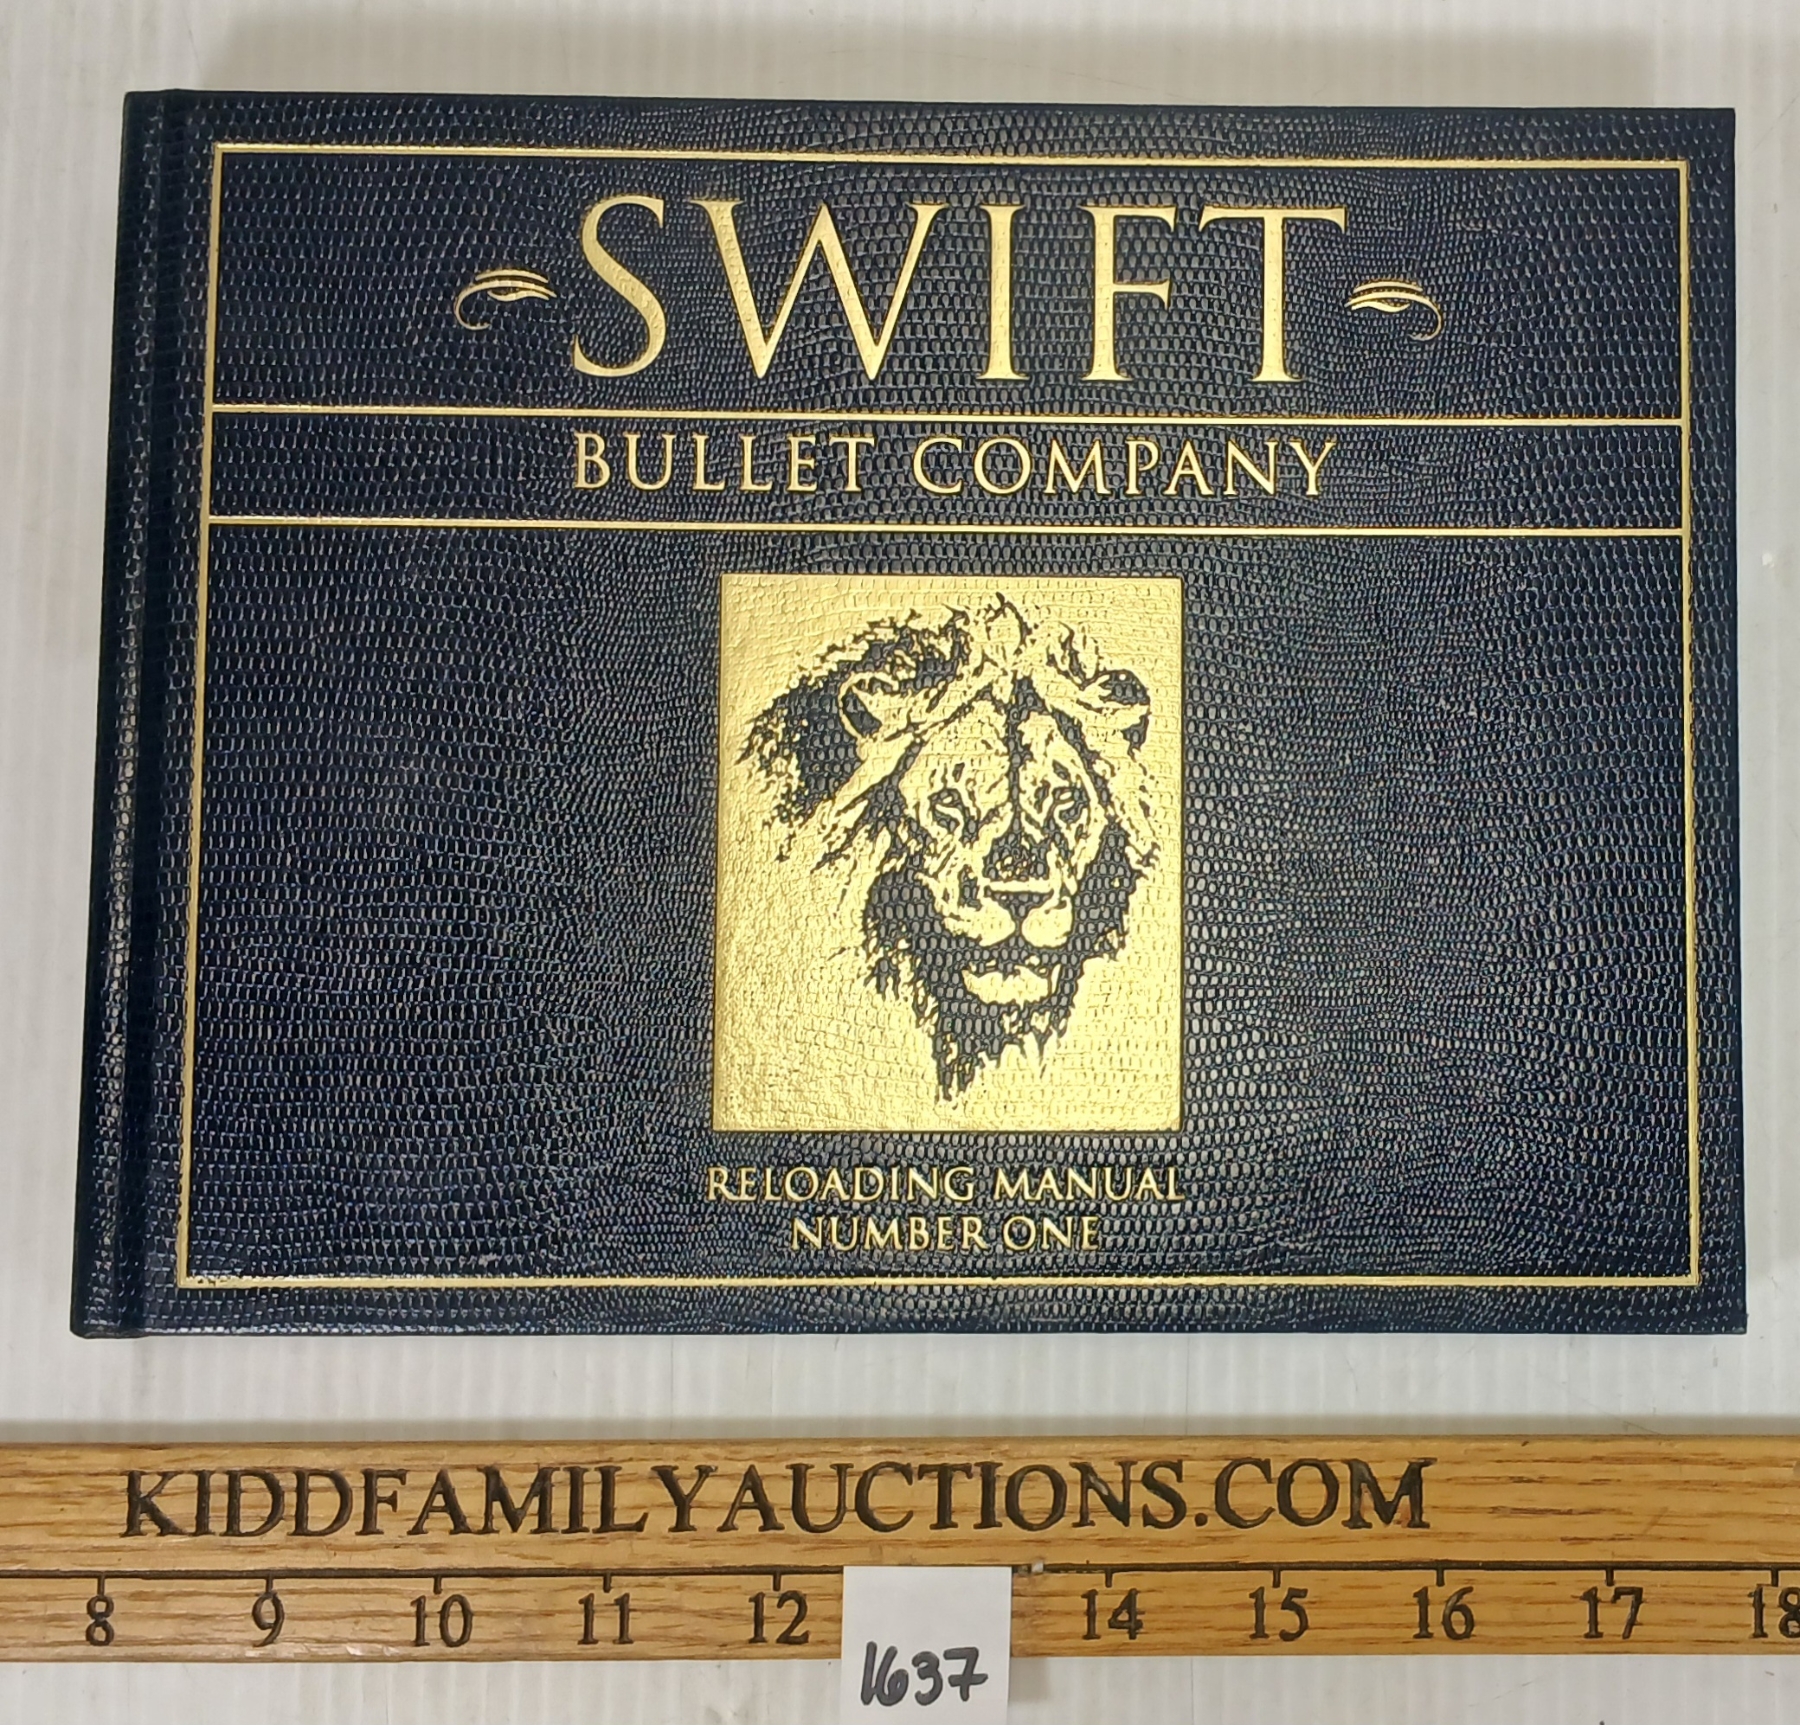 SWIFT
BULLET COMPANY
RELOADING MANUAL
NUMBER ONE
KIDDFAMILYAUCTIONS.COM
8 9 10 11 12 14 15 16 17 18
1637